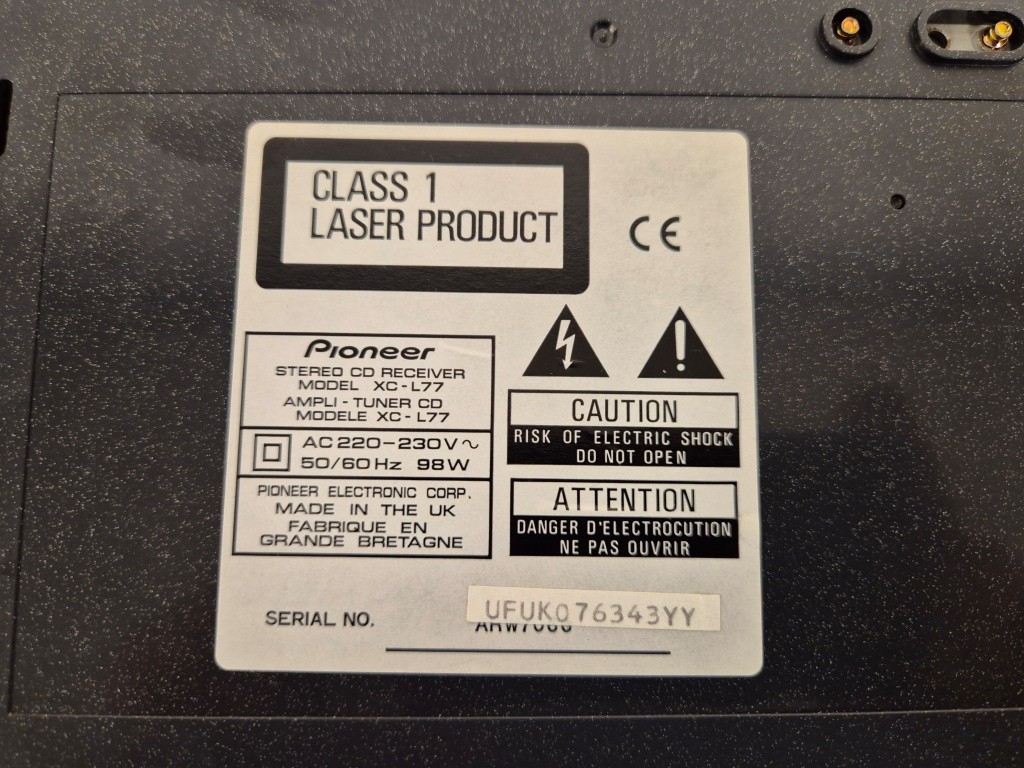 CLASS 1
LASER PRODUCT
CE
Pioneer
STEREO CD RECEIVER
MODEL XC-L77
AMPLI-TUNER CD
MODELE XC-L77
AC 220-230V~
50/60Hz 98W
PIONEER ELECTRONIC CORP.
MADE IN THE UK
FABRIQUE EN
GRANDE BRETAGNE
CAUTION
RISK OF ELECTRIC SHOCK
DO NOT OPEN
ATTENTION
DANGER D'ELECTROCUTION
NE PAS OUVRIR
SERIAL NO.
UFUK076343YY